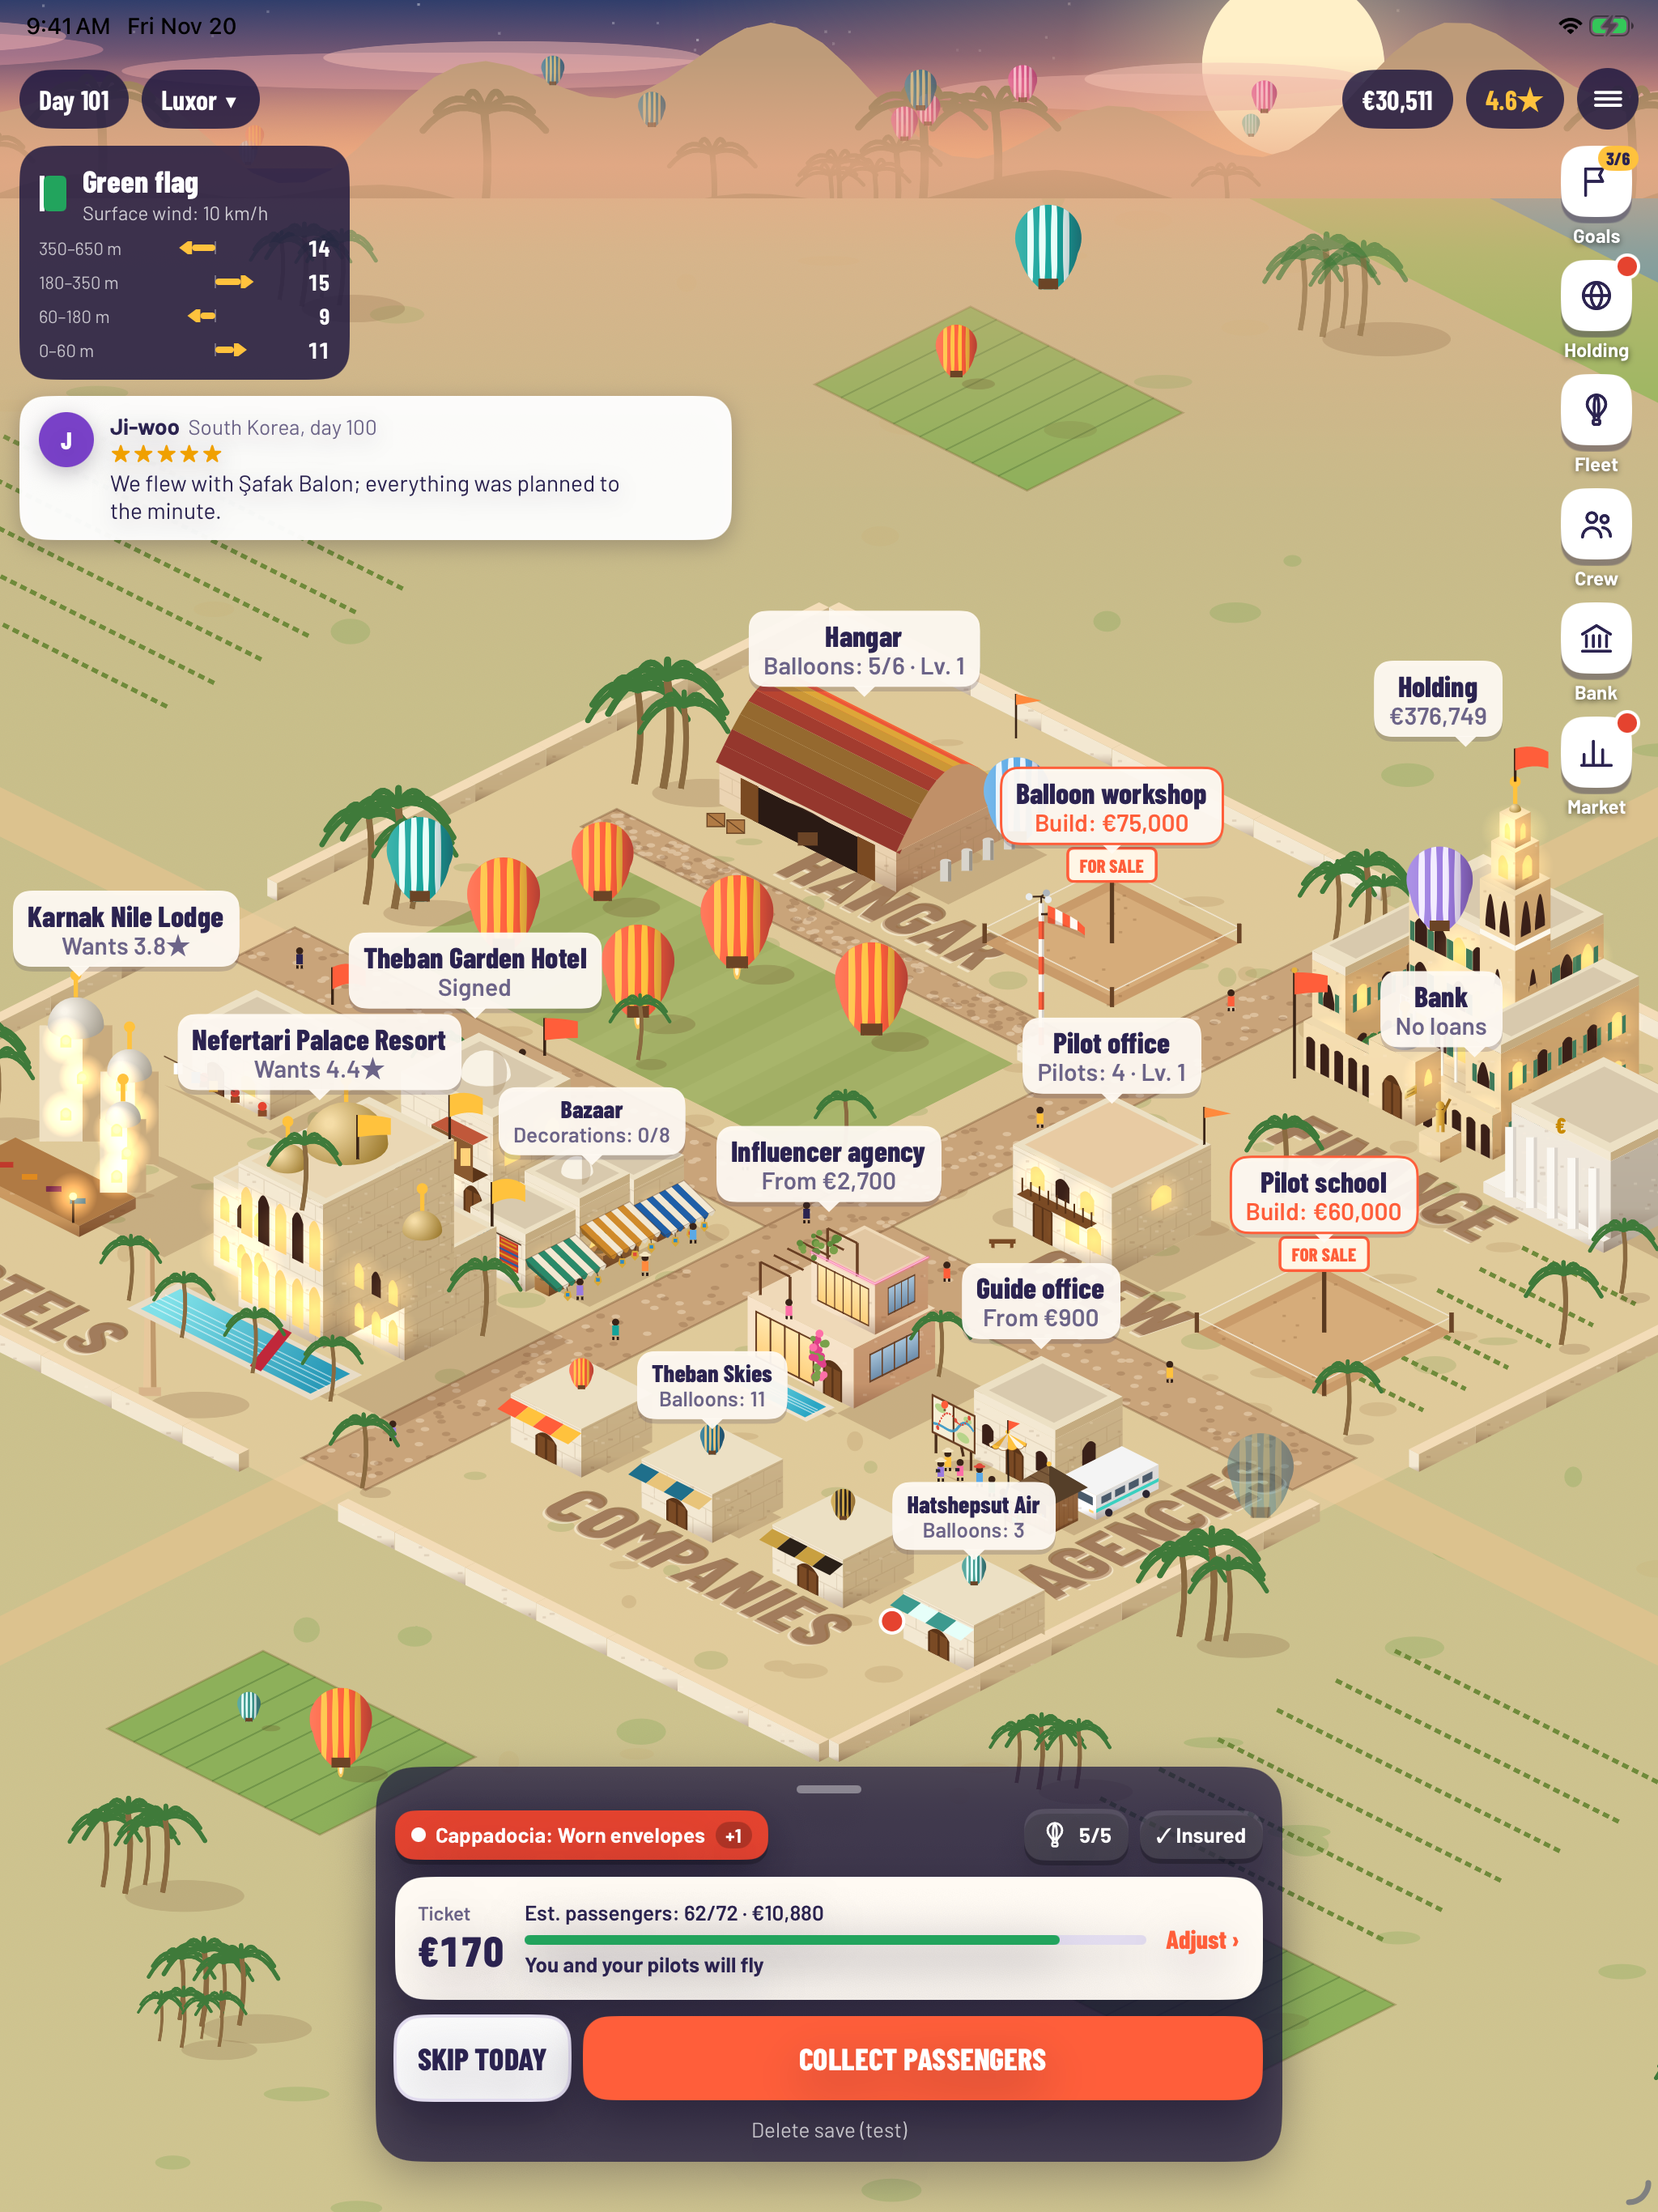 9:41 AM Fri Nov 20
Day 101
Luxor ▾
€30,511
4.6★
Green flag
Surface wind: 10 km/h
350–650 m 14
180–350 m 15
60–180 m 9
0–60 m 11
3/6
Goals
Holding
Fleet
Crew
Bank
Market
J
Ji-woo South Korea, day 100
★★★★★
We flew with Şafak Balon; everything was planned to
the minute.
Hangar
Balloons: 5/6 · Lv. 1
Holding
€376,749
Balloon workshop
Build: €75,000
FOR SALE
HANGAR
Karnak Nile Lodge
Wants 3.8★
Theban Garden Hotel
Signed
Nefertari Palace Resort
Wants 4.4★
Bank
No loans
Pilot office
Pilots: 4 · Lv. 1
Bazaar
Decorations: 0/8
Influencer agency
From €2,700
€
Pilot school
Build: €60,000
FOR SALE
Guide office
From €900
Theban Skies
Balloons: 11
Hatshepsut Air
Balloons: 3
COMPANIES
AGENCIES
Cappadocia: Worn envelopes +1
5/5
✓ Insured
Ticket
€170
Est. passengers: 62/72 · €10,880
You and your pilots will fly
Adjust ›
SKIP TODAY
COLLECT PASSENGERS
Delete save (test)